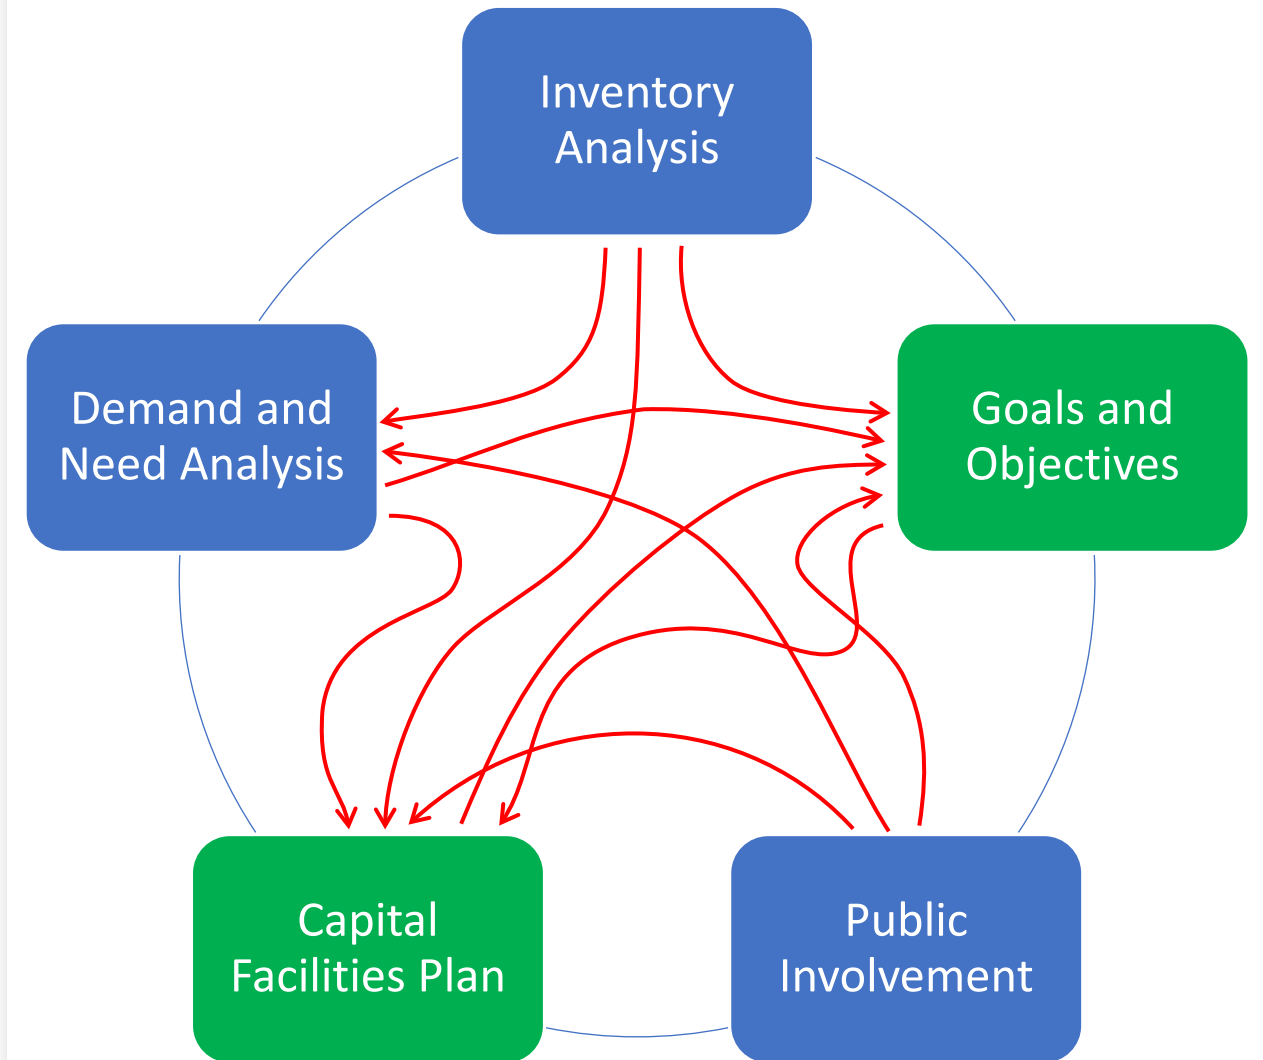 Inventory
Analysis
Demand and
Need Analysis
Goals and
Objectives
Capital
Facilities Plan
Public
Involvement